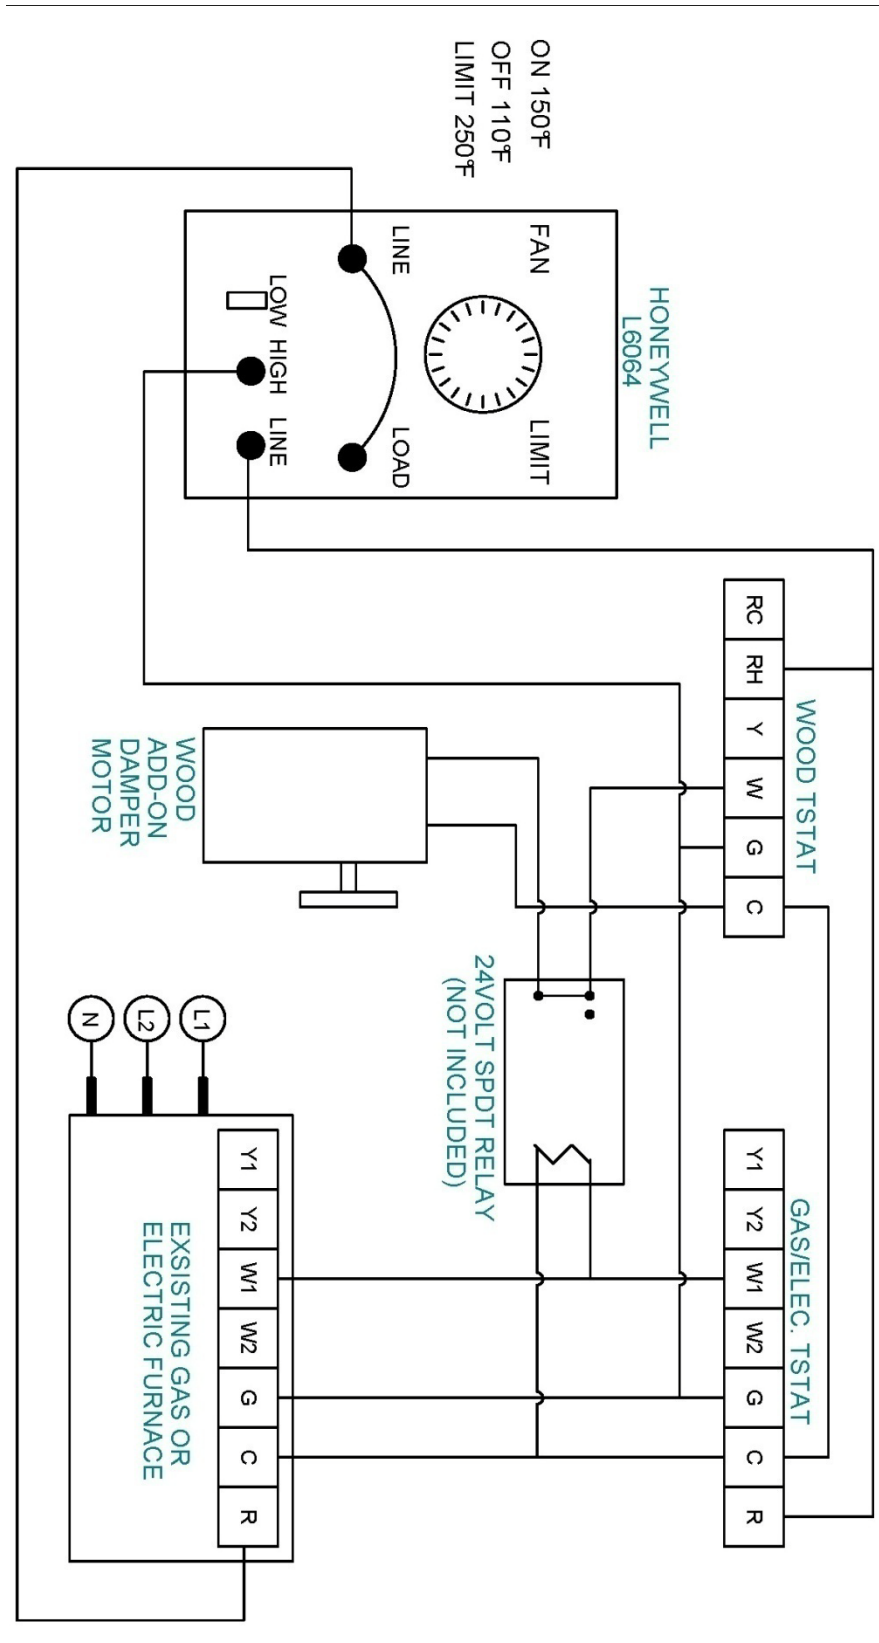 ON 150°F
OFF 110°F
LIMIT 250°F
HONEYWELL
L6064
FAN
LIMIT
LINE
LOAD
LOW
HIGH
LINE
WOOD TSTAT
RC
RH
Y
W
G
C
WOOD
ADD-ON
DAMPER
MOTOR
24VOLT SPDT RELAY
(NOT INCLUDED)
GAS/ELEC. TSTAT
Y1
Y2
W1
W2
G
C
R
L1
L2
N
Y1
Y2
W1
W2
G
C
R
EXSISTING GAS OR
ELECTRIC FURNACE